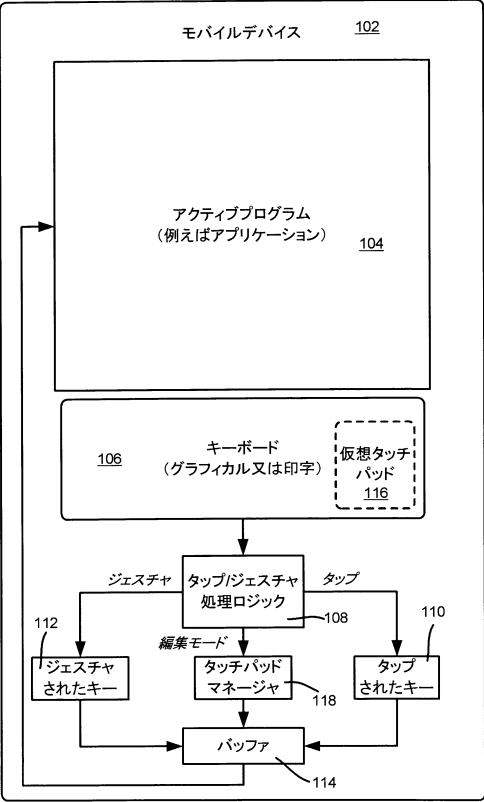 モバイルデバイス 102
アクティブプログラム
(例えばアプリケーション)
104
106
キーボード
(グラフィカル又は印字)
仮想タッチ
パッド
116
ジェスチャ
タップ/ジェスチャ
処理ロジック
タップ
108
編集モード
112
110
ジェスチャ
されたキー
タッチパッド
マネージャ
118
タップ
されたキー
バッファ
114